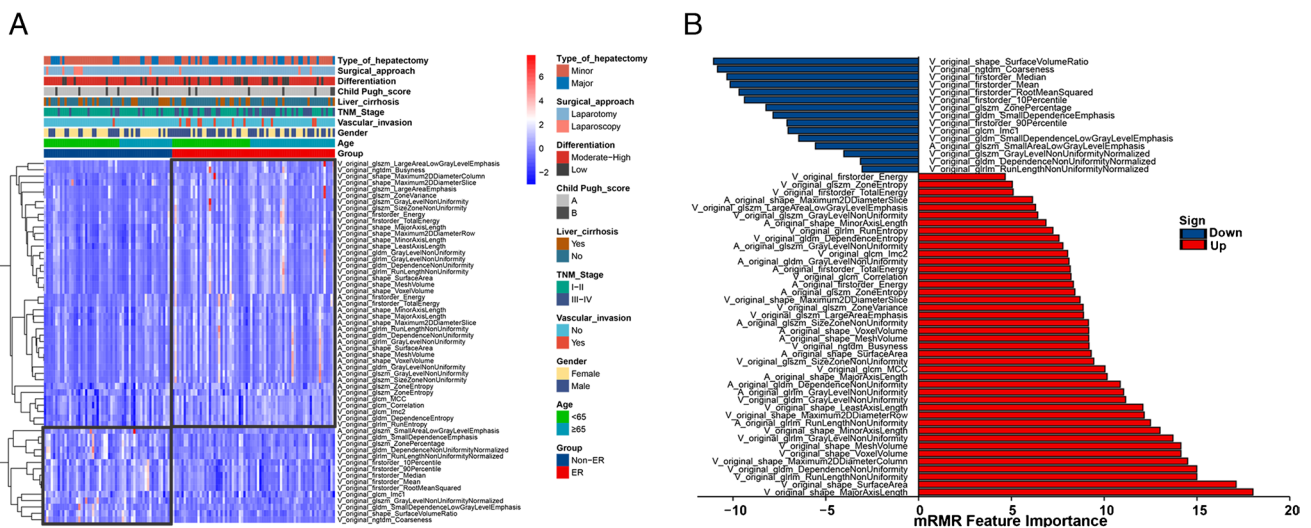 A
Type_of_hepatectomy
Surgical_approach
Differentiation
Child Pugh_score
Liver_cirrhosis
TNM_Stage
Vascular_invasion
Gender
Age
Group
V_original_glszm_LargeAreaLowGrayLevelEmphasis
V_original_ngtdm_Busyness
V_original_shape_Maximum2DDiameterColumn
V_original_shape_Maximum2DDiameterSlice
V_original_glszm_LargeAreaEmphasis
V_original_glszm_ZoneVariance
V_original_glszm_GrayLevelNonUniformity
V_original_glszm_SizeZoneNonUniformity
V_original_firstorder_Energy
V_original_firstorder_TotalEnergy
V_original_shape_MajorAxisLength
V_original_shape_Maximum2DDiameterRow
V_original_shape_MinorAxisLength
V_original_shape_LeastAxisLength
V_original_gldm_GrayLevelNonUniformity
V_original_glrlm_GrayLevelNonUniformity
V_original_gldm_DependenceNonUniformity
V_original_glrlm_RunLengthNonUniformity
V_original_shape_SurfaceArea
V_original_shape_MeshVolume
V_original_shape_VoxelVolume
A_original_firstorder_Energy
A_original_firstorder_TotalEnergy
A_original_shape_MinorAxisLength
A_original_shape_MajorAxisLength
A_original_shape_Maximum2DDiameterSlice
A_original_glrlm_RunLengthNonUniformity
A_original_gldm_DependenceNonUniformity
A_original_glrlm_GrayLevelNonUniformity
A_original_shape_SurfaceArea
A_original_shape_MeshVolume
A_original_shape_VoxelVolume
A_original_gldm_GrayLevelNonUniformity
A_original_glszm_GrayLevelNonUniformity
A_original_glszm_SizeZoneNonUniformity
A_original_glszm_ZoneEntropy
V_original_glszm_ZoneEntropy
V_original_glcm_MCC
V_original_glcm_Correlation
V_original_glcm_Imc2
V_original_gldm_DependenceEntropy
V_original_glrlm_RunEntropy
A_original_glszm_SmallAreaLowGrayLevelEmphasis
V_original_gldm_SmallDependenceEmphasis
V_original_glszm_ZonePercentage
V_original_gldm_DependenceNonUniformityNormalized
V_original_glrlm_RunLengthNonUniformityNormalized
V_original_firstorder_10Percentile
V_original_firstorder_90Percentile
V_original_firstorder_Median
V_original_firstorder_Mean
V_original_firstorder_RootMeanSquared
V_original_glcm_Imc1
V_original_glszm_GrayLevelNonUniformityNormalized
V_original_gldm_SmallDependenceLowGrayLevelEmphasis
V_original_shape_SurfaceVolumeRatio
V_original_ngtdm_Coarseness
6
4
2
0
−2
Type_of_hepatectomy
Minor
Major
Surgical_approach
Laparotomy
Laparoscopy
Differentiation
Moderate-High
Low
Child Pugh_score
A
B
Liver_cirrhosis
Yes
No
TNM_Stage
I−II
III−IV
Vascular_invasion
No
Yes
Gender
Female
Male
Age
<65
≥65
Group
Non−ER
ER
B
V_original_shape_SurfaceVolumeRatio
V_original_ngtdm_Coarseness
V_original_firstorder_Median
V_original_firstorder_Mean
V_original_firstorder_RootMeanSquared
V_original_firstorder_10Percentile
V_original_glszm_ZonePercentage
V_original_gldm_SmallDependenceEmphasis
V_original_firstorder_90Percentile
V_original_glcm_Imc1
V_original_gldm_SmallDependenceLowGrayLevelEmphasis
A_original_glszm_SmallAreaLowGrayLevelEmphasis
V_original_glszm_GrayLevelNonUniformityNormalized
V_original_gldm_DependenceNonUniformityNormalized
V_original_glrlm_RunLengthNonUniformityNormalized
V_original_firstorder_Energy
V_original_glszm_ZoneEntropy
V_original_firstorder_TotalEnergy
A_original_shape_Maximum2DDiameterSlice
V_original_glszm_LargeAreaLowGrayLevelEmphasis
V_original_glszm_GrayLevelNonUniformity
A_original_shape_MinorAxisLength
V_original_glrlm_RunEntropy
V_original_gldm_DependenceEntropy
A_original_glszm_GrayLevelNonUniformity
V_original_glcm_Imc2
A_original_gldm_GrayLevelNonUniformity
A_original_firstorder_TotalEnergy
V_original_glcm_Correlation
A_original_firstorder_Energy
A_original_glszm_ZoneEntropy
V_original_shape_Maximum2DDiameterSlice
V_original_glszm_ZoneVariance
V_original_glszm_LargeAreaEmphasis
A_original_glszm_SizeZoneNonUniformity
A_original_shape_VoxelVolume
A_original_shape_MeshVolume
V_original_ngtdm_Busyness
A_original_shape_SurfaceArea
V_original_glszm_SizeZoneNonUniformity
V_original_glcm_MCC
A_original_shape_MajorAxisLength
A_original_gldm_DependenceNonUniformity
A_original_glrlm_GrayLevelNonUniformity
V_original_gldm_GrayLevelNonUniformity
V_original_shape_LeastAxisLength
V_original_shape_Maximum2DDiameterRow
A_original_glrlm_RunLengthNonUniformity
V_original_shape_MinorAxisLength
V_original_glrlm_GrayLevelNonUniformity
V_original_shape_MeshVolume
V_original_shape_VoxelVolume
V_original_shape_Maximum2DDiameterColumn
V_original_gldm_DependenceNonUniformity
V_original_glrlm_RunLengthNonUniformity
V_original_shape_SurfaceArea
V_original_shape_MajorAxisLength
Sign
Down
Up
−10
−5
0
5
10
15
20
mRMR Feature Importance